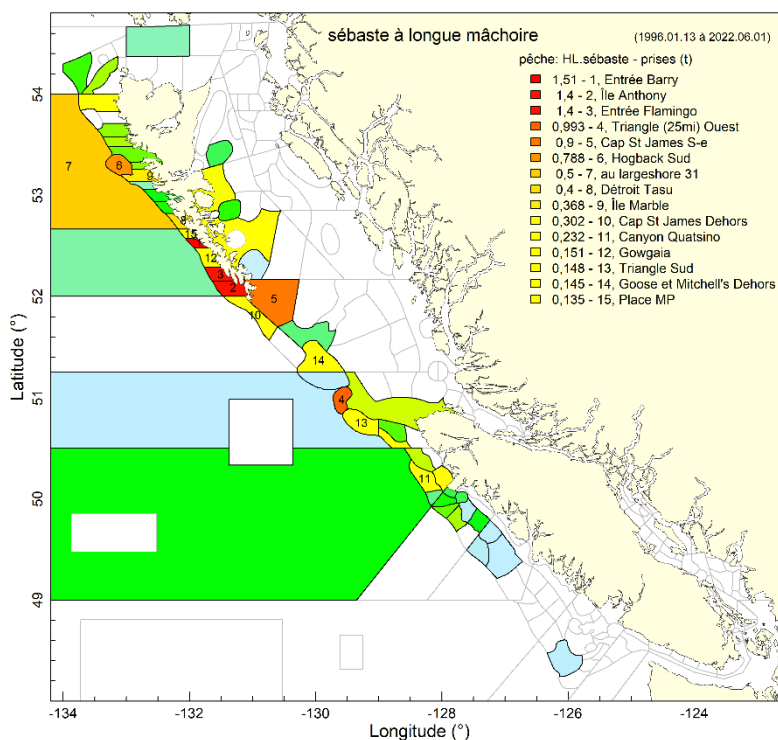 sébaste à longue mâchoire
(1996.01.13 à 2022.06.01)
pêche: HL.sébaste - prises (t)
1,51 - 1, Entrée Barry
1,4 - 2, Île Anthony
1,4 - 3, Entrée Flamingo
0,993 - 4, Triangle (25mi) Ouest
0,9 - 5, Cap St James S-e
0,788 - 6, Hogback Sud
0,5 - 7, au largeshore 31
0,4 - 8, Détroit Tasu
0,368 - 9, Île Marble
0,302 - 10, Cap St James Dehors
0,232 - 11, Canyon Quatsino
0,151 - 12, Gowgaia
0,148 - 13, Triangle Sud
0,145 - 14, Goose et Mitchell's Dehors
0,135 - 15, Place MP
54
53
52
51
50
49
Latitude (°)
7
6
9
8
15
1
12
3
2
5
10
14
4
13
11
-134
-132
-130
-128
-126
-124
Longitude (°)